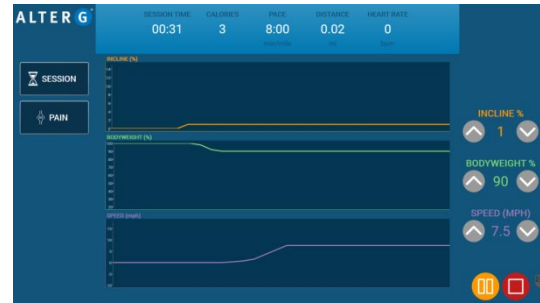 ALTER G
SESSION TIME CALORIES PACE DISTANCE HEART RATE
00:31 3 8:00 0.02 0
SESSION
PAIN
INCLINE (%)
BODYWEIGHT (%)
SPEED (mph)
INCLINE %
1
BODYWEIGHT %
90
SPEED (MPH)
7.5